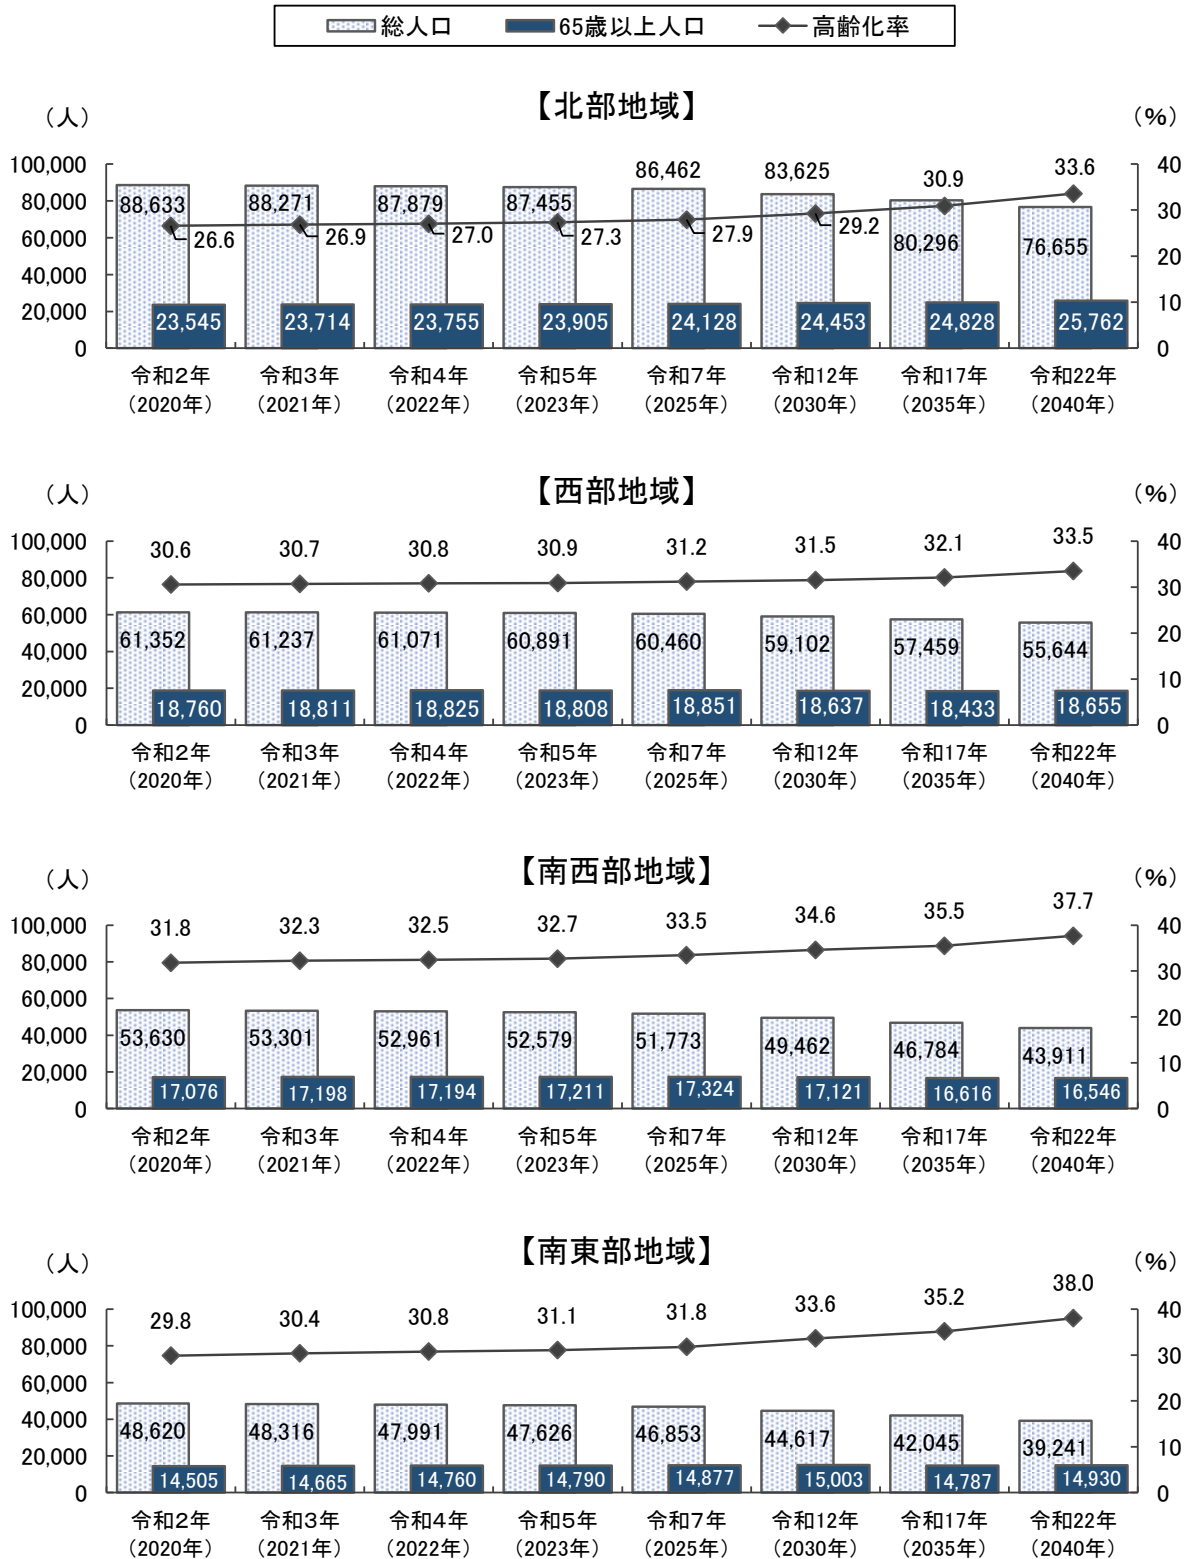 総人口 65歳以上人口 高齢化率
【北部地域】
（人） （%）
100,000 80,000 60,000 40,000 20,000 0
40 30 20 10 0
88,633 88,271 87,879 87,455 86,462 83,625 80,296 76,655
26.6 26.9 27.0 27.3 27.9 29.2 30.9 33.6
23,545 23,714 23,755 23,905 24,128 24,453 24,828 25,762
令和2年 令和3年 令和4年 令和5年 令和7年 令和12年 令和17年 令和22年
（2020年） （2021年） （2022年） （2023年） （2025年） （2030年） （2035年） （2040年）
【西部地域】
（人） （%）
100,000 80,000 60,000 40,000 20,000 0
40 30 20 10 0
30.6 30.7 30.8 30.9 31.2 31.5 32.1 33.5
61,352 61,237 61,071 60,891 60,460 59,102 57,459 55,644
18,760 18,811 18,825 18,808 18,851 18,637 18,433 18,655
令和2年 令和3年 令和4年 令和5年 令和7年 令和12年 令和17年 令和22年
（2020年） （2021年） （2022年） （2023年） （2025年） （2030年） （2035年） （2040年）
【南西部地域】
（人） （%）
100,000 80,000 60,000 40,000 20,000 0
40 30 20 10 0
31.8 32.3 32.5 32.7 33.5 34.6 35.5 37.7
53,630 53,301 52,961 52,579 51,773 49,462 46,784 43,911
17,076 17,198 17,194 17,211 17,324 17,121 16,616 16,546
令和2年 令和3年 令和4年 令和5年 令和7年 令和12年 令和17年 令和22年
（2020年） （2021年） （2022年） （2023年） （2025年） （2030年） （2035年） （2040年）
【南東部地域】
（人） （%）
100,000 80,000 60,000 40,000 20,000 0
40 30 20 10 0
29.8 30.4 30.8 31.1 31.8 33.6 35.2 38.0
48,620 48,316 47,991 47,626 46,853 44,617 42,045 39,241
14,505 14,665 14,760 14,790 14,877 15,003 14,787 14,930
令和2年 令和3年 令和4年 令和5年 令和7年 令和12年 令和17年 令和22年
（2020年） （2021年） （2022年） （2023年） （2025年） （2030年） （2035年） （2040年）